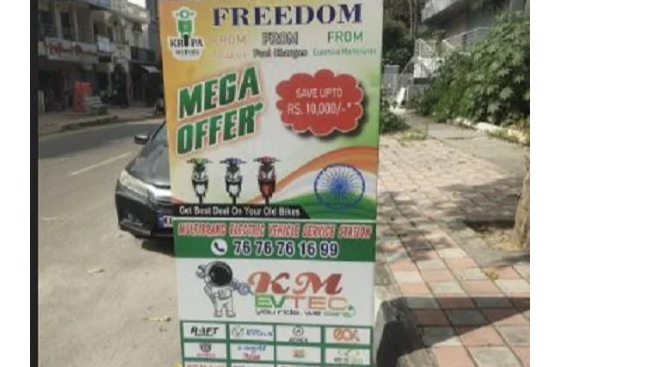 FREEDOM
KRIPA
MOTORS
FROM FROM FROM
Fuel Charges Expensive Maintenance
MEGA
OFFER*
SAVE UPTO
RS. 10,000/-*
Get Best Deal On Your Old Bikes
MULTIBRAND ELECTRIC VEHICLE SERVICE STATION
76 76 76 16 99
KM
EVTEC
you ride, we care
RAFT